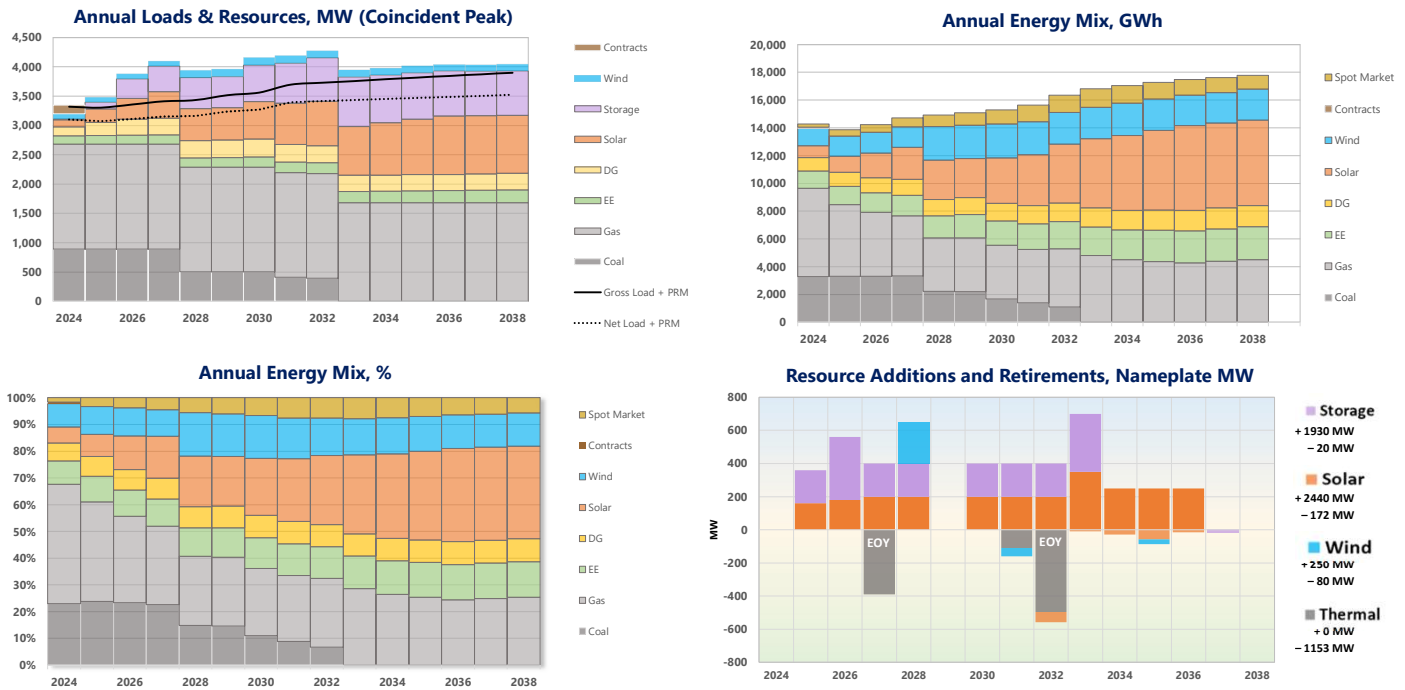 Annual Loads & Resources, MW (Coincident Peak)
4,500
4,000
3,500
3,000
2,500
2,000
1,500
1,000
500
0
2024 2026 2028 2030 2032 2034 2036 2038
Contracts
Wind
Storage
Solar
DG
EE
Gas
Coal
Gross Load + PRM
Net Load + PRM
Annual Energy Mix, GWh
20,000
18,000
16,000
14,000
12,000
10,000
8,000
6,000
4,000
2,000
0
2024 2026 2028 2030 2032 2034 2036 2038
Spot Market
Contracts
Wind
Solar
DG
EE
Gas
Coal
Annual Energy Mix, %
100%
90%
80%
70%
60%
50%
40%
30%
20%
10%
0%
2024 2026 2028 2030 2032 2034 2036 2038
Spot Market
Contracts
Wind
Solar
DG
EE
Gas
Coal
Resource Additions and Retirements, Nameplate MW
MW
800
600
400
200
0
-200
-400
-600
-800
EOY EOY
2024 2026 2028 2030 2032 2034 2036 2038
Storage
+ 1930 MW
– 20 MW
Solar
+ 2440 MW
– 172 MW
Wind
+ 250 MW
– 80 MW
Thermal
+ 0 MW
– 1153 MW